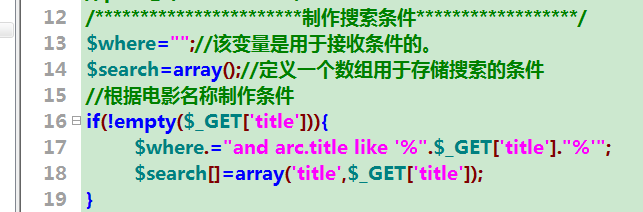 12 /***********************制作搜索条件******************/
13 $where="";//该变量是用于接收条件的。
14 $search=array();//定义一个数组用于存储搜索的条件
15 //根据电影名称制作条件
16 if(!empty($_GET['title'])){
17 $where.="and arc.title like '%".$_GET['title']."%'";
18 $search[]=array('title',$_GET['title']);
19 }